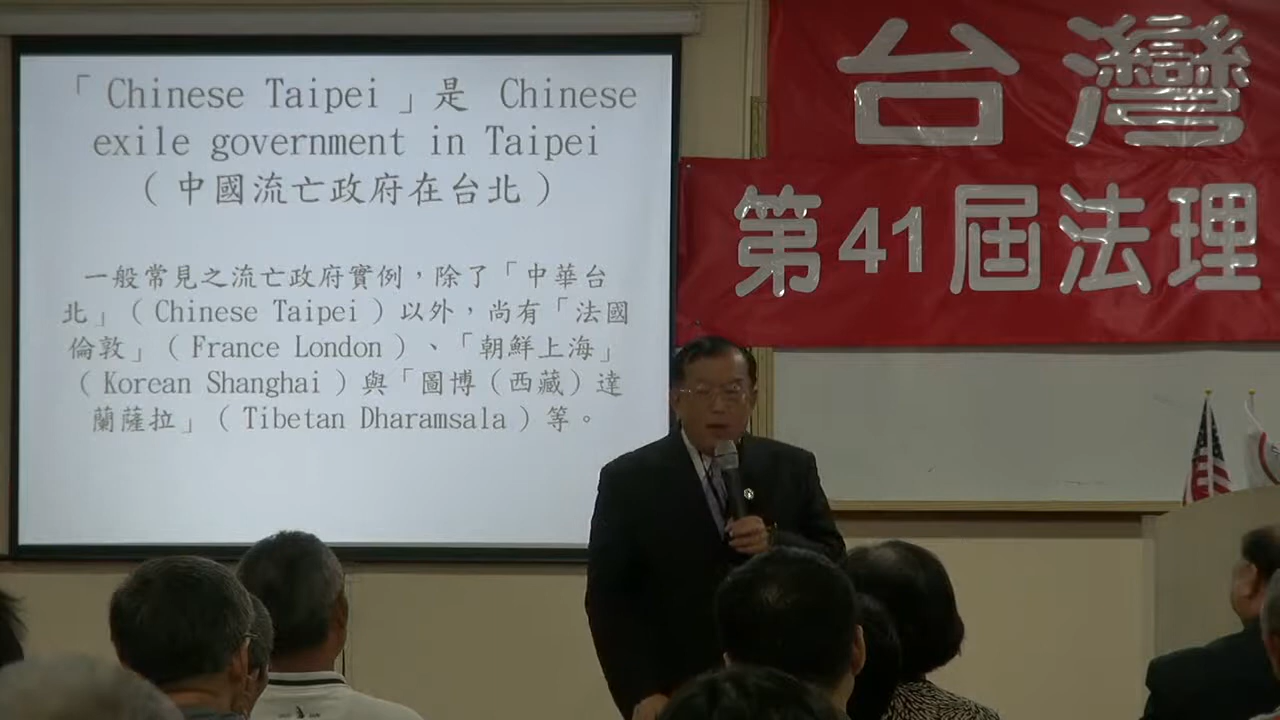 「 Chinese Taipei 」是 Chinese
exile government in Taipei
(中國流亡政府在台北)
一般常見之流亡政府實例，除了「中華台
北」( Chinese Taipei ) 以外，尚有「法國
倫敦」( France London )、「朝鮮上海」
( Korean Shanghai ) 與「圖博 (西藏) 達
蘭薩拉」( Tibetan Dharamsala ) 等。
台灣
第41屆法理